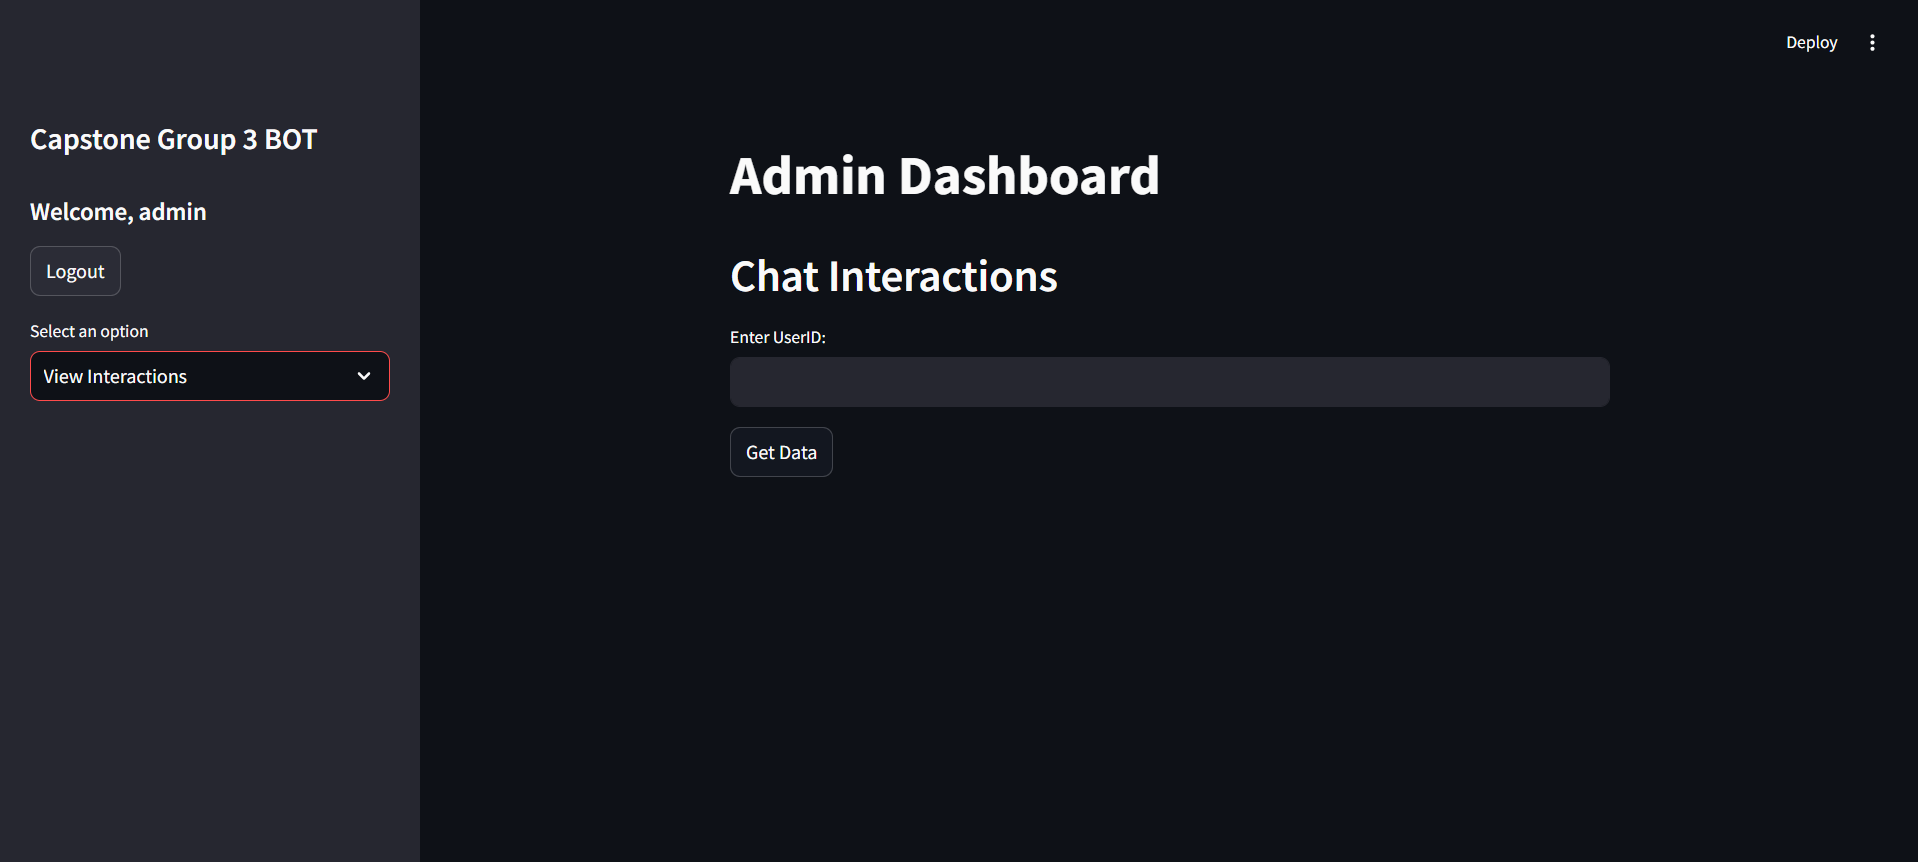 Deploy
Capstone Group 3 BOT
Welcome, admin
Logout
Select an option
View Interactions
Admin Dashboard
Chat Interactions
Enter UserID:
Get Data